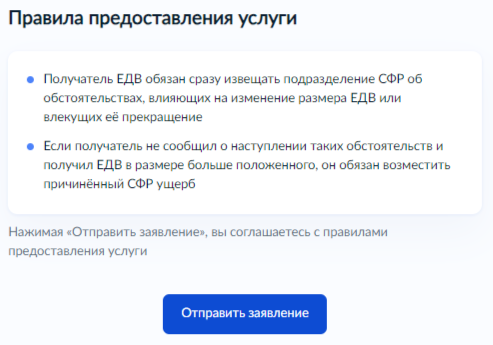 Правила предоставления услуги
Получатель ЕДВ обязан сразу извещать подразделение СФР об
обстоятельствах, влияющих на изменение размера ЕДВ или
влекущих её прекращение
Если получатель не сообщил о наступлении таких обстоятельств и
получил ЕДВ в размере больше положенного, он обязан возместить
причинённый СФР ущерб
Нажимая «Отправить заявление», вы соглашаетесь с правилами
предоставления услуги
Отправить заявление